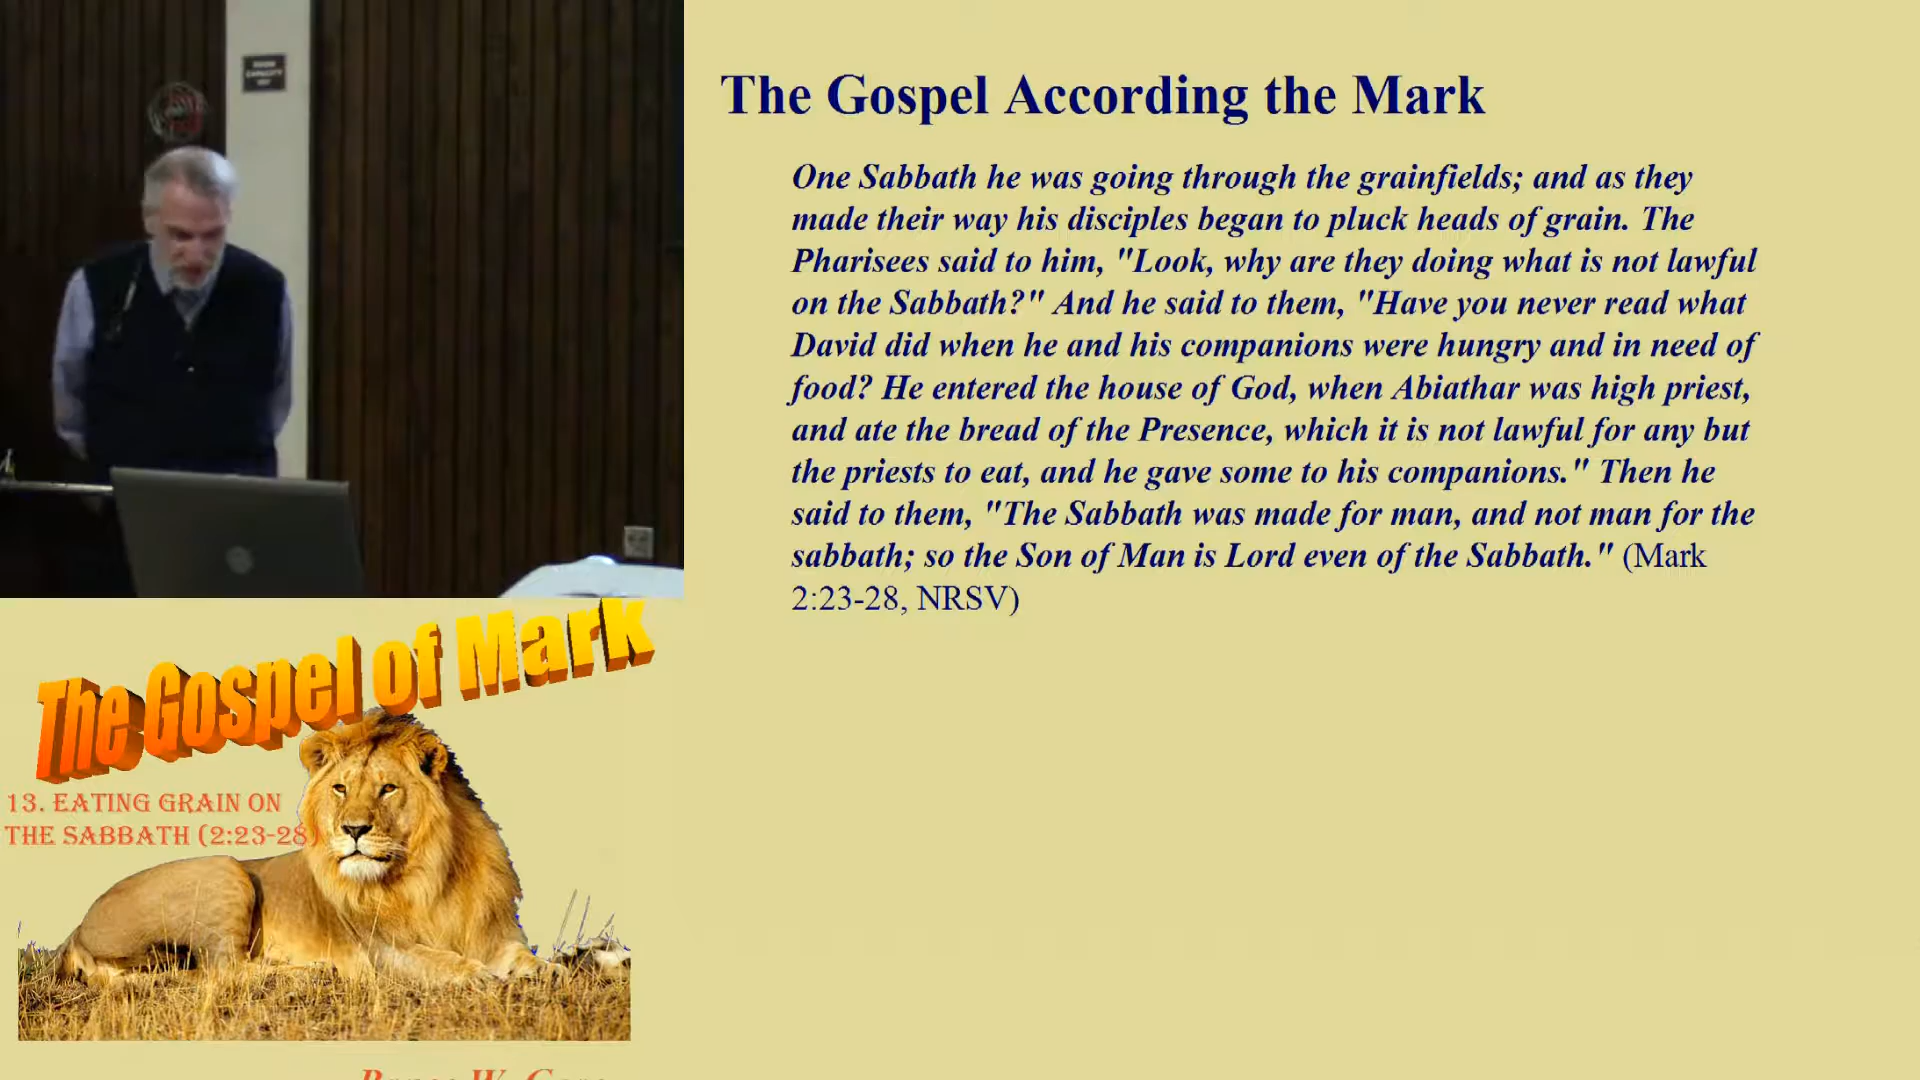 ROOM
CAPACITY
The Gospel According the Mark
One Sabbath he was going through the grainfields; and as they
made their way his disciples began to pluck heads of grain. The
Pharisees said to him, "Look, why are they doing what is not lawful
on the Sabbath?" And he said to them, "Have you never read what
David did when he and his companions were hungry and in need of
food? He entered the house of God, when Abiathar was high priest,
and ate the bread of the Presence, which it is not lawful for any but
the priests to eat, and he gave some to his companions." Then he
said to them, "The Sabbath was made for man, and not man for the
sabbath; so the Son of Man is Lord even of the Sabbath." (Mark
2:23-28, NRSV)
The Gospel of Mark
13. EATING GRAIN ON
THE SABBATH (2:23-28)